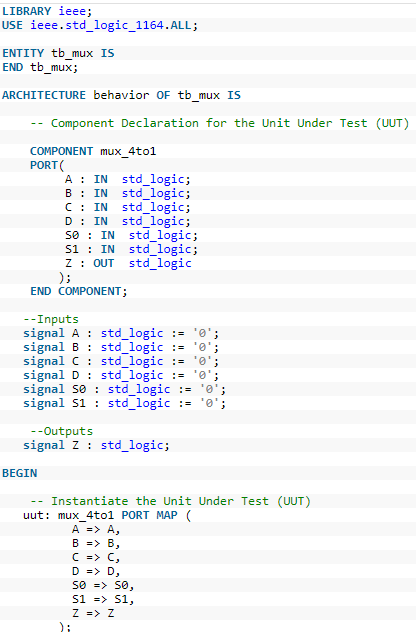 LIBRARY ieee;
USE ieee.std_logic_1164.ALL;
ENTITY tb_mux IS
END tb_mux;
ARCHITECTURE behavior OF tb_mux IS
-- Component Declaration for the Unit Under Test (UUT)
COMPONENT mux_4to1
PORT(
A : IN std_logic;
B : IN std_logic;
C : IN std_logic;
D : IN std_logic;
S0 : IN std_logic;
S1 : IN std_logic;
Z : OUT std_logic
);
END COMPONENT;
--Inputs
signal A : std_logic := '0';
signal B : std_logic := '0';
signal C : std_logic := '0';
signal D : std_logic := '0';
signal S0 : std_logic := '0';
signal S1 : std_logic := '0';
--Outputs
signal Z : std_logic;
BEGIN
-- Instantiate the Unit Under Test (UUT)
uut: mux_4to1 PORT MAP (
A => A,
B => B,
C => C,
D => D,
S0 => S0,
S1 => S1,
Z => Z
);